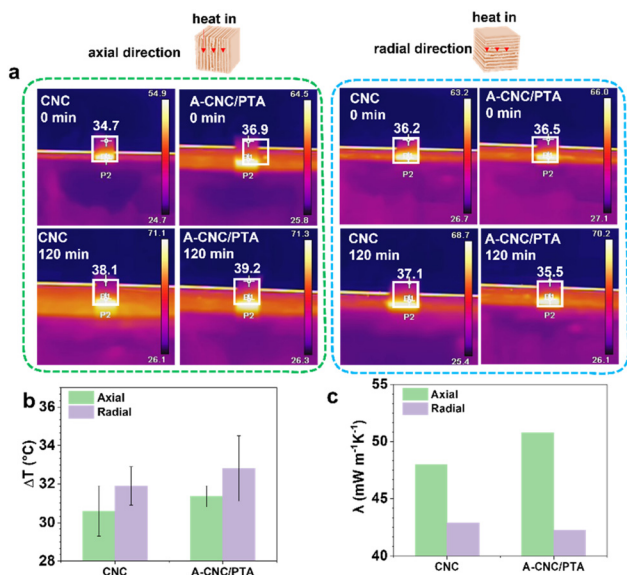 heat in
axial direction
heat in
radial direction
a
CNC
0 min
54.9
34.7
P2
24.7
A-CNC/PTA
0 min
64.5
36.9
P2
25.8
CNC
0 min
63.2
36.2
P2
26.7
A-CNC/PTA
0 min
66.0
36.5
P2
27.1
CNC
120 min
71.1
38.1
P2
26.1
A-CNC/PTA
120 min
71.3
39.2
P2
26.3
CNC
120 min
68.7
37.1
P2
25.4
A-CNC/PTA
120 min
70.2
35.5
P2
26.1
b
Axial
Radial
ΔT (°C)
36
34
32
30
28
CNC
A-CNC/PTA
c
Axial
Radial
λ (mW m⁻¹K⁻¹)
55
50
45
40
CNC
A-CNC/PTA